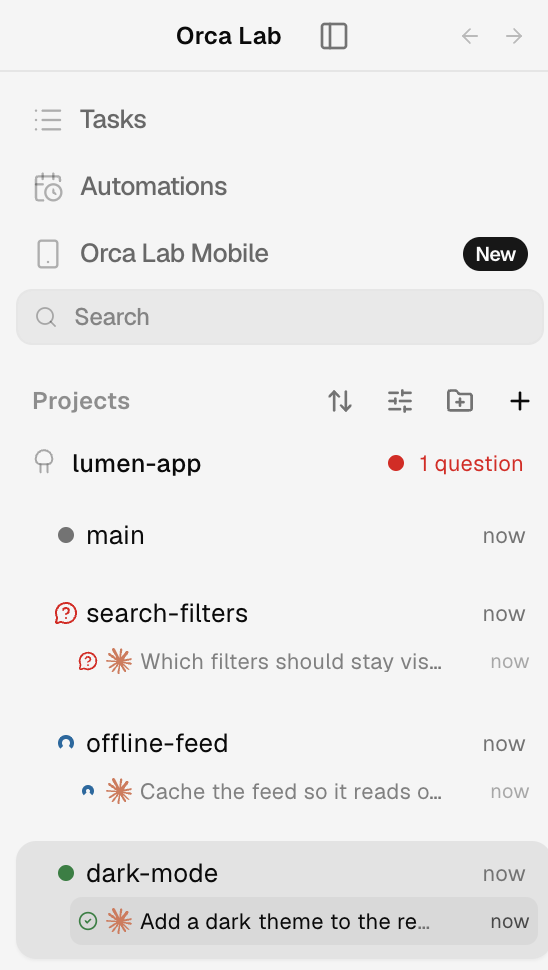 Orca Lab
Tasks
Automations
Orca Lab Mobile New
Search
Projects
lumen-app 1 question
main now
search-filters now
Which filters should stay vis... now
offline-feed now
Cache the feed so it reads o... now
dark-mode now
Add a dark theme to the re... now